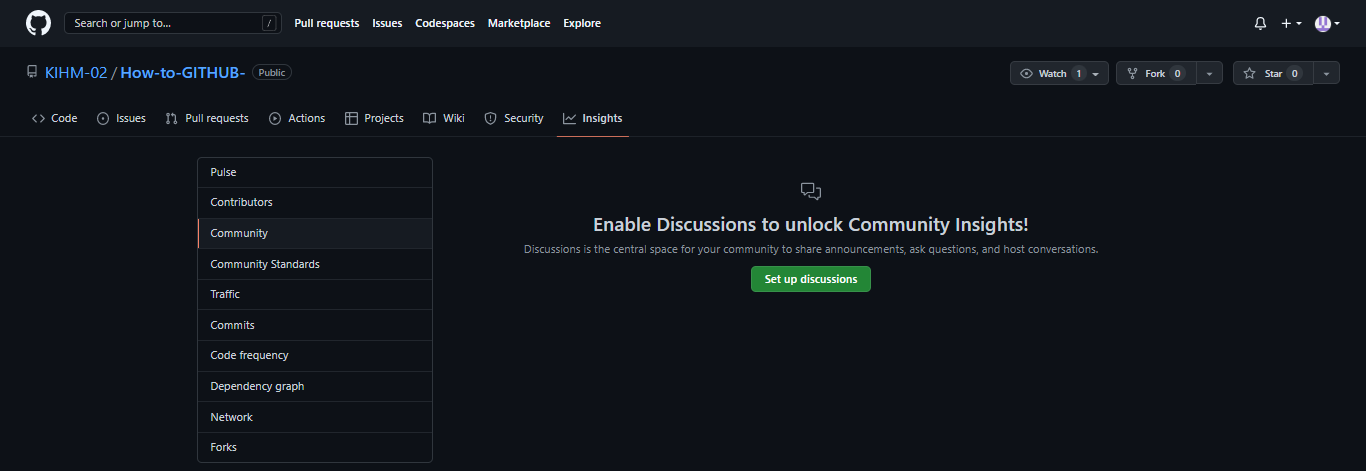 Search or jump to... /
Pull requests Issues Codespaces Marketplace Explore
KIHM-02 / How-to-GITHUB- Public
Watch 1 Fork 0 Star 0
Code Issues Pull requests Actions Projects Wiki Security Insights
Pulse
Contributors
Community
Community Standards
Traffic
Commits
Code frequency
Dependency graph
Network
Forks
Enable Discussions to unlock Community Insights!
Discussions is the central space for your community to share announcements, ask questions, and host conversations.
Set up discussions